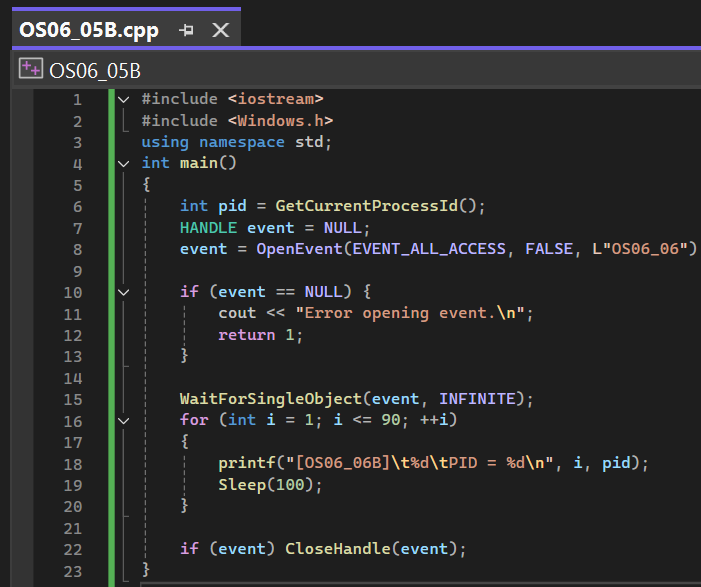 OS06_05B.cpp
OS06_05B
1 #include <iostream>
2 #include <Windows.h>
3 using namespace std;
4 int main()
5 {
6 int pid = GetCurrentProcessId();
7 HANDLE event = NULL;
8 event = OpenEvent(EVENT_ALL_ACCESS, FALSE, L"OS06_06")
9
10 if (event == NULL) {
11 cout << "Error opening event.\n";
12 return 1;
13 }
14
15 WaitForSingleObject(event, INFINITE);
16 for (int i = 1; i <= 90; ++i)
17 {
18 printf("[OS06_06B]\t%d\tPID = %d\n", i, pid);
19 Sleep(100);
20 }
21
22 if (event) CloseHandle(event);
23 }